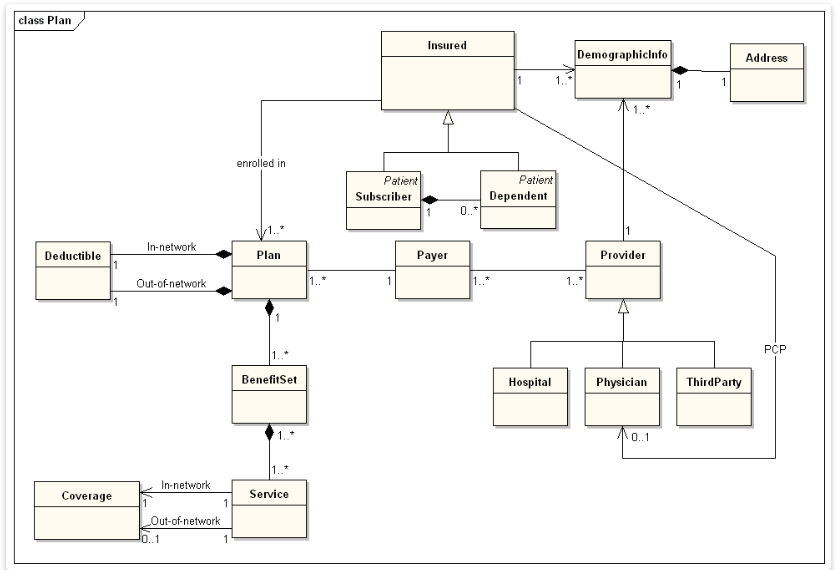 class Plan
Insured
DemographicInfo
Address
1
1..*
1
1
1..*
enrolled in
Patient
Subscriber
Patient
Dependent
1
0..*
1..*
1
In-network
Deductible
1
Plan
Payer
Provider
Out-of-network
1
1..*
1
1..*
1..*
1
1..*
PCP
BenefitSet
Hospital
Physician
ThirdParty
1..*
0..1
1..*
In-network
Coverage
1
1
Service
Out-of-network
0..1
1